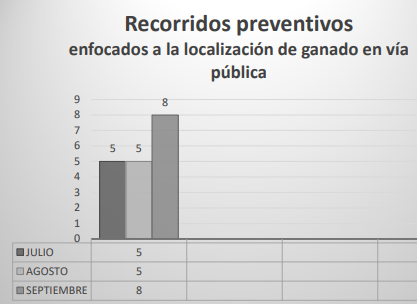 Recorridos preventivos
enfocados a la localización de ganado en vía
pública
9
8
7
6
5
4
3
2
1
0
5 5 8
JULIO 5
AGOSTO 5
SEPTIEMBRE 8